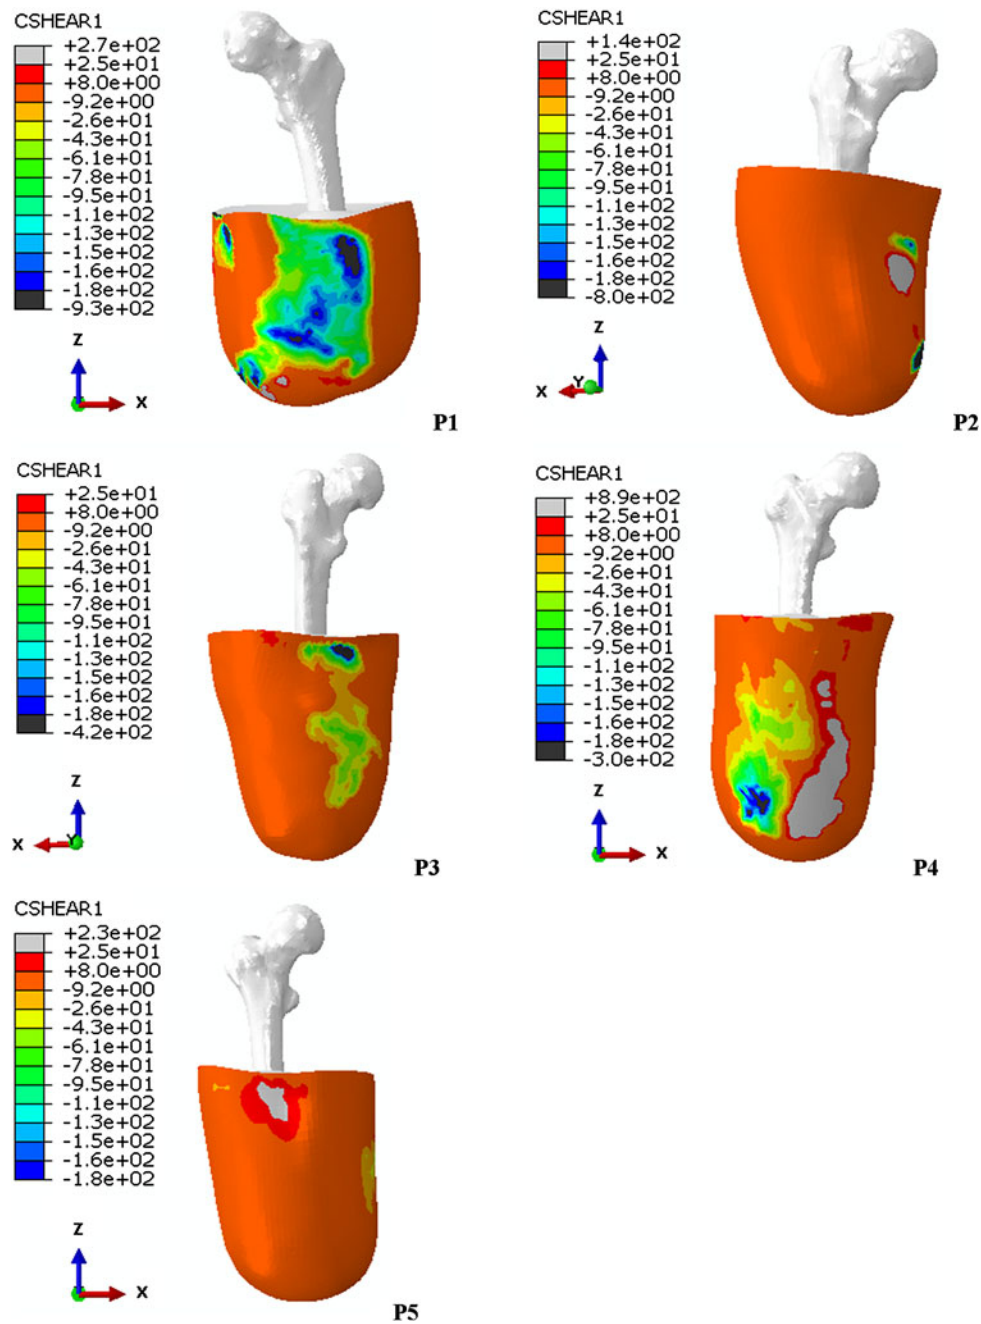 CSHEAR1
+2.7e+02
+2.5e+01
+8.0e+00
-9.2e+00
-2.6e+01
-4.3e+01
-6.1e+01
-7.8e+01
-9.5e+01
-1.1e+02
-1.3e+02
-1.5e+02
-1.6e+02
-1.8e+02
-9.3e+02
Z
X
P1
CSHEAR1
+1.4e+02
+2.5e+01
+8.0e+00
-9.2e+00
-2.6e+01
-4.3e+01
-6.1e+01
-7.8e+01
-9.5e+01
-1.1e+02
-1.3e+02
-1.5e+02
-1.6e+02
-1.8e+02
-8.0e+02
Z
X Y
P2
CSHEAR1
+2.5e+01
+8.0e+00
-9.2e+00
-2.6e+01
-4.3e+01
-6.1e+01
-7.8e+01
-9.5e+01
-1.1e+02
-1.3e+02
-1.5e+02
-1.6e+02
-1.8e+02
-4.2e+02
Z
X Y
P3
CSHEAR1
+8.9e+02
+2.5e+01
+8.0e+00
-9.2e+00
-2.6e+01
-4.3e+01
-6.1e+01
-7.8e+01
-9.5e+01
-1.1e+02
-1.3e+02
-1.5e+02
-1.6e+02
-1.8e+02
-3.0e+02
Z
X
P4
CSHEAR1
+2.3e+02
+2.5e+01
+8.0e+00
-9.2e+00
-2.6e+01
-4.3e+01
-6.1e+01
-7.8e+01
-9.5e+01
-1.1e+02
-1.3e+02
-1.5e+02
-1.6e+02
-1.8e+02
Z
X
P5